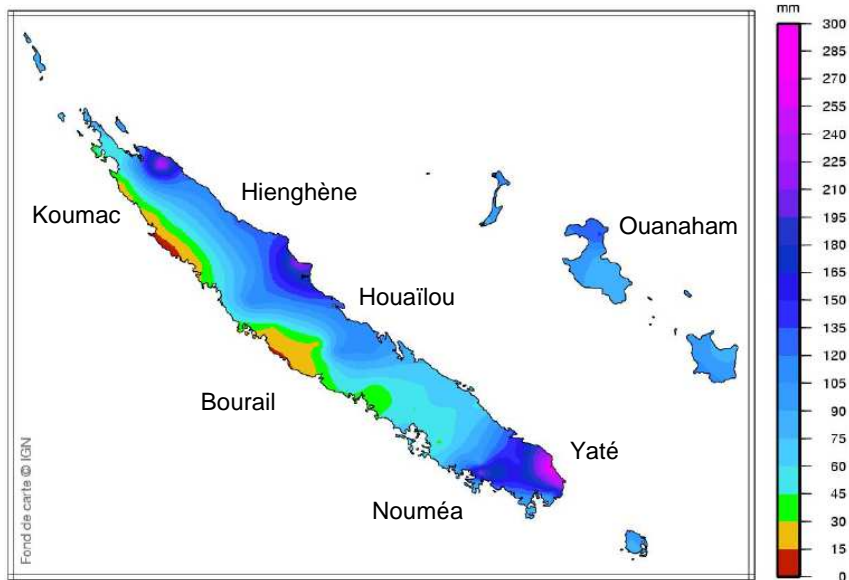 mm
300
285
270
255
240
225
210
195
180
165
150
135
120
105
90
75
60
45
30
15
0
Hienghène
Koumac
Ouanaham
Houaïlou
Bourail
Yaté
Nouméa
Fond de carte © IGN